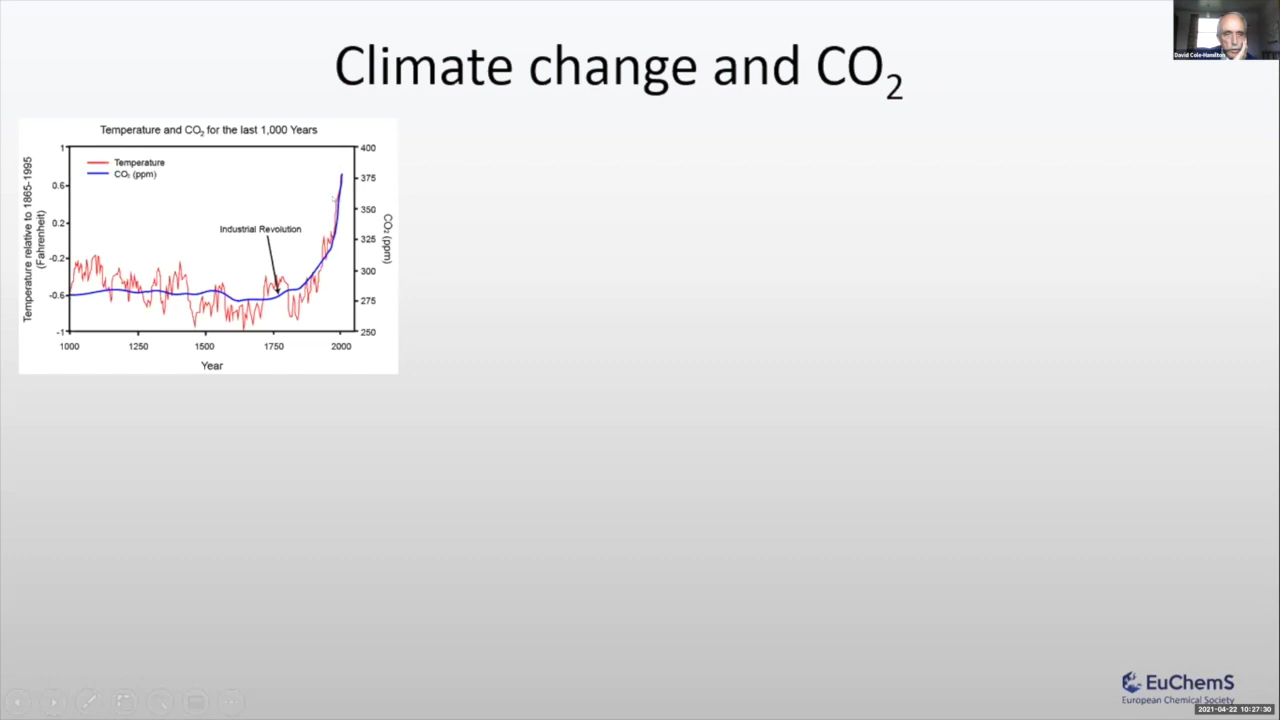 David Cole-Hamilton
Climate change and CO₂
Temperature and CO₂ for the last 1,000 Years
Temperature
CO₂ (ppm)
Temperature relative to 1865-1995
(Fahrenheit)
1
0.6
0.2
-0.2
-0.6
-1
400
375
350
325
300
275
250
CO₂ (ppm)
Industrial Revolution
1000 1250 1500 1750 2000
Year
EuChemS
European Chemical Society
2021-04-22 10:27:30